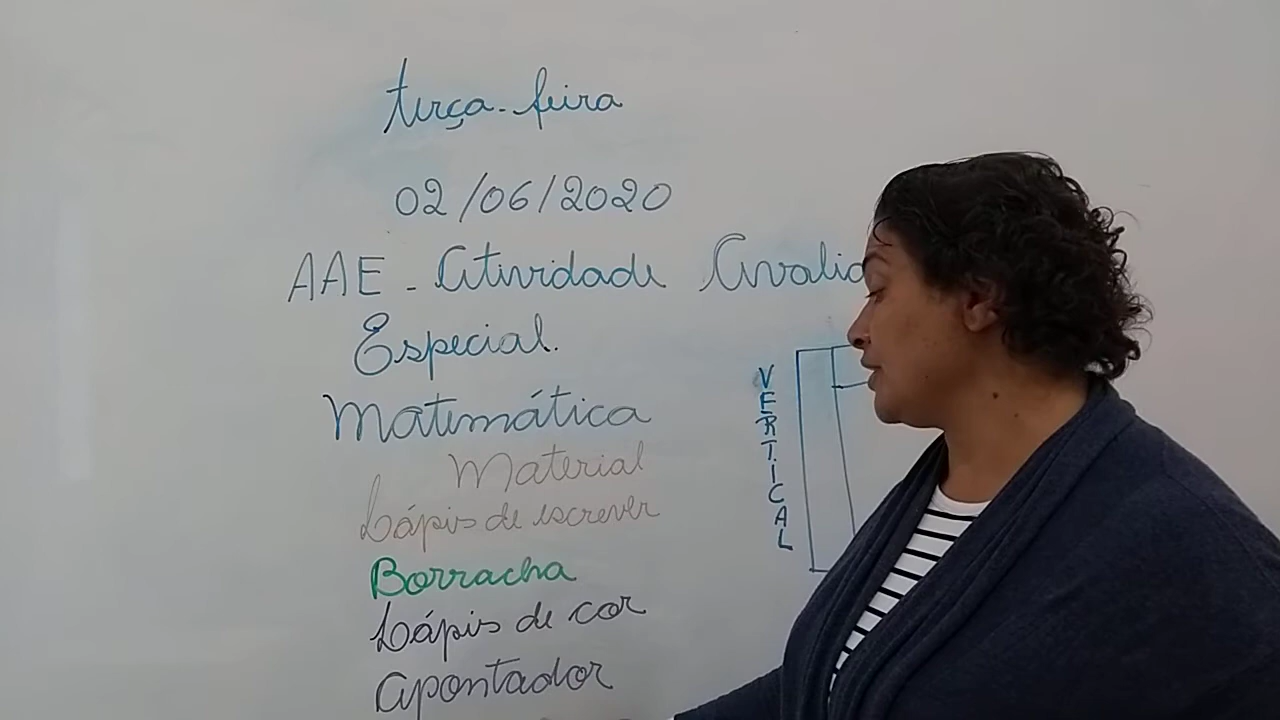 terça-feira
02/06/2020
AAE - Atividade
Especial.
Matemática
Material
Lápis de escrever
Borracha
Lápis de cor
Apontador
VERTICAL